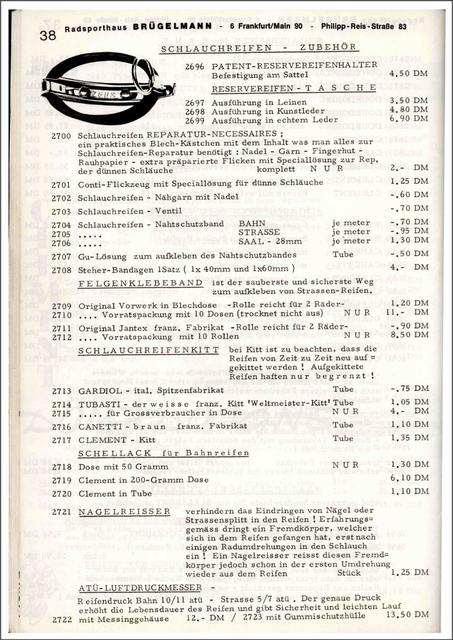 38 Radsporthaus BRÜGELMANN - 6 Frankfurt/Main 90 - Philipp-Reis-Straße 83
SCHLAUCHREIFEN - ZUBEHÖR
2696 PATENT-RESERVEREIFENHALTER
Befestigung am Sattel 4.50 DM
RESERVEREIFEN-TASCHE
2697 Ausführung in Leinen 3,50 DM
2698 Ausführung in Kunstleder 4,80 DM
2699 Ausführung in echtem Leder 6,90 DM
2700 Schlauchreifen REPARATUR-NECESSAIRES ;
ein praktisches Blech-Kästchen mit dem Inhalt was man alles zur
Schlauchreifen-Reparatur benötigt : Nadel - Garn - Fingerhut -
Rauhpapier - extra präparierte Flicken mit Speziallösung zur Rep.
der dünnen Schläuche komplett NUR 2.- DM
2701 Conti-Flickzeug mit Speziallösung für dünne Schläuche 1,25 DM
2702 Schlauchreifen - Nähgarn mit Nadel -.60 DM
2703 Schlauchreifen - Ventil -.70 DM
2704 Schlauchreifen - Nahtschutzband BAHN je meter -.70 DM
2705 ..... STRASSE je meter -.95 DM
2706 ..... SAAL - 28mm je meter 1,30 DM
2707 Gu-Lösung zum aufkleben des Nahtschutzbandes Tube -.50 DM
2708 Steher-Bandagen 1Satz ( 1x 40mm und 1x60mm ) 4.- DM
FELGENKLEBEBAND ist der sauberste und sicherste Weg
zum aufkleben von Strassen-Reifen.
2709 Original Vorwerk in Blechdose -Rolle reicht für 2 Räder- 1,20 DM
2710 .... Vorratspackung mit 10 Dosen (trocknet nicht aus) NUR 11,- DM
2711 Original Jantex franz. Fabrikat -Rolle reicht für 2 Räder- -.90 DM
2712 .... Vorratspackung mit 10 Rollen NUR 8,50 DM
SCHLAUCHREIFENKITT bei Kitt ist zu beachten, dass die
Reifen von Zeit zu Zeit neu auf =
gekittet werden ! Aufgekittete
Reifen haften nur begrenzt !
2713 GARDIOL - ital. Spitzenfabrikat Tube -.75 DM
2714 TUBASTI - der weisse franz. Kitt 'Weltmeister-Kitt' Tube 1,05 DM
2715 ..... für Grossverbraucher in Dose NUR 4,- DM
2716 CANETTI - braun franz. Fabrikat Tube 1,10 DM
2717 CLEMENT - Kitt Tube 1,35 DM
SCHELLACK für Bahnreifen
2718 Dose mit 50 Gramm NUR 1,30 DM
2719 Clement in 200-Gramm Dose 6,10 DM
2720 Clement in Tube 1,10 DM
2721 NAGELREISSER verhindern das Eindringen von Nägel oder
Strassensplitt in den Reifen ! Erfahrungs=
gemäss dringt ein Fremdkörper, welcher
sich in dem Reifen gefangen hat, erst nach
einigen Radumdrehungen in den Schlauch
ein ! Ein Nagelreisser reisst diesen Fremd=
körper jedoch schon in der ersten Umdrehung
wieder aus dem Reifen Stück 1.25 DM
ATÜ-LUFTDRUCKMESSER -
Reifendruck Bahn 10/11 atü - Strasse 5/7 atü . Der genaue Druck
erhöht die Lebensdauer des Reifen und gibt Sicherheit und leichten Lauf
2722 mit Messinggehäuse 12.- DM / 2723 mit Gummischutzhülle 13,50 DM